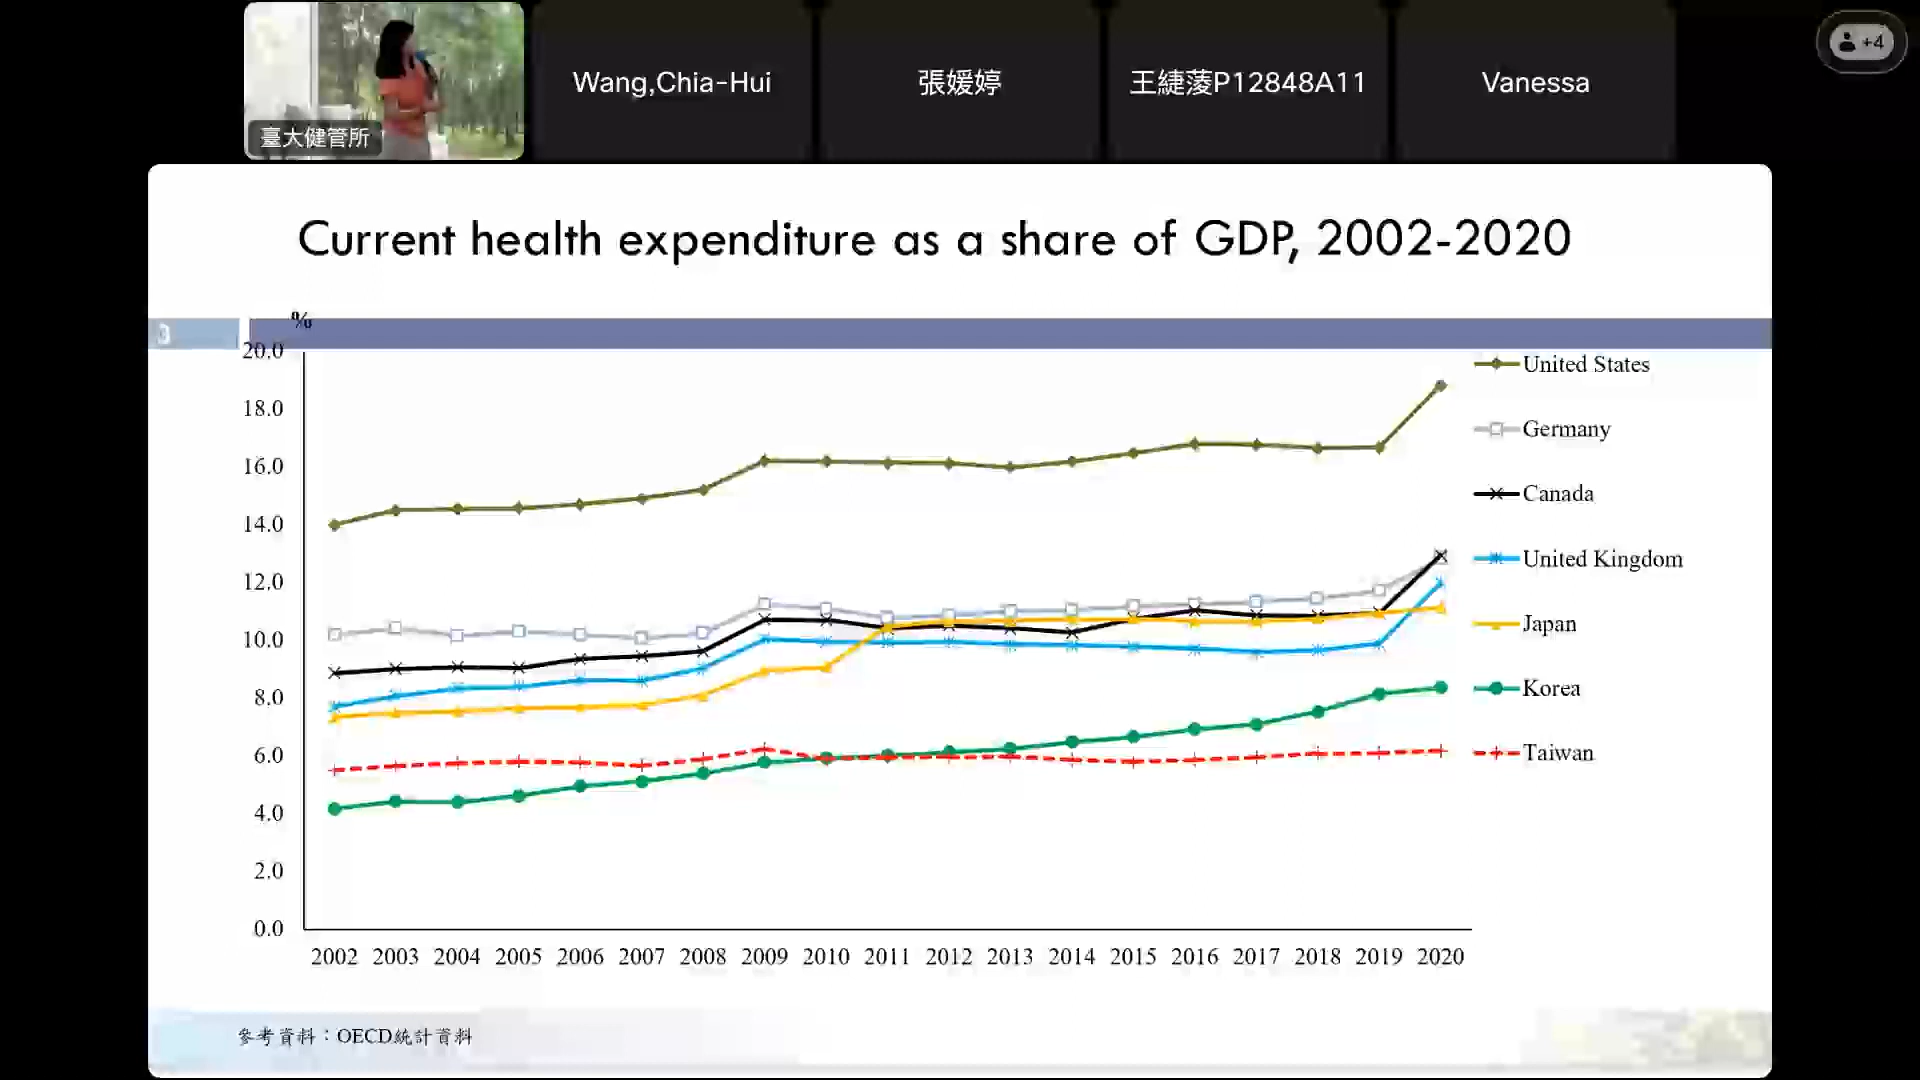 臺大健管所
Wang,Chia-Hui
張媛婷
王緁蔆P12848A11
Vanessa
+4
Current health expenditure as a share of GDP, 2002-2020
3
%
20.0
18.0
16.0
14.0
12.0
10.0
8.0
6.0
4.0
2.0
0.0
2002 2003 2004 2005 2006 2007 2008 2009 2010 2011 2012 2013 2014 2015 2016 2017 2018 2019 2020
United States
Germany
Canada
United Kingdom
Japan
Korea
Taiwan
參考資料：OECD統計資料